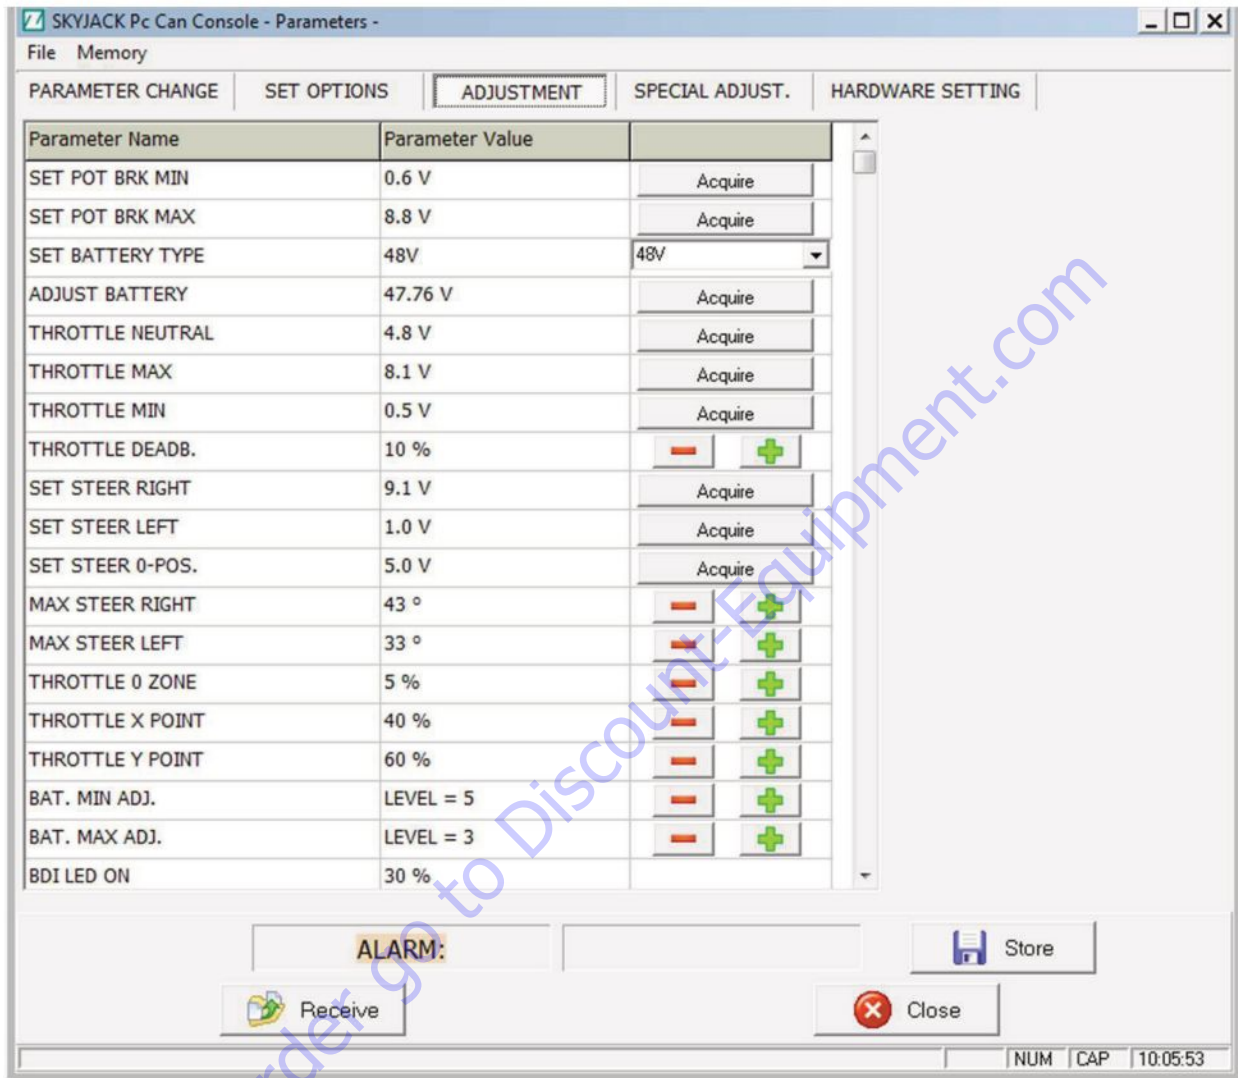 SKYJACK Pc Can Console - Parameters -
File Memory
PARAMETER CHANGE SET OPTIONS ADJUSTMENT SPECIAL ADJUST. HARDWARE SETTING
Parameter Name Parameter Value
SET POT BRK MIN 0.6 V Acquire
SET POT BRK MAX 8.8 V Acquire
SET BATTERY TYPE 48V 48V
ADJUST BATTERY 47.76 V Acquire
THROTTLE NEUTRAL 4.8 V Acquire
THROTTLE MAX 8.1 V Acquire
THROTTLE MIN 0.5 V Acquire
THROTTLE DEADB. 10 %
SET STEER RIGHT 9.1 V Acquire
SET STEER LEFT 1.0 V Acquire
SET STEER 0-POS. 5.0 V Acquire
MAX STEER RIGHT 43 º
MAX STEER LEFT 33 º
THROTTLE 0 ZONE 5 %
THROTTLE X POINT 40 %
THROTTLE Y POINT 60 %
BAT. MIN ADJ. LEVEL = 5
BAT. MAX ADJ. LEVEL = 3
BDI LED ON 30 %
ALARM: Store
Receive Close
NUM CAP 10:05:53
rder go to Discount-Equipment.com